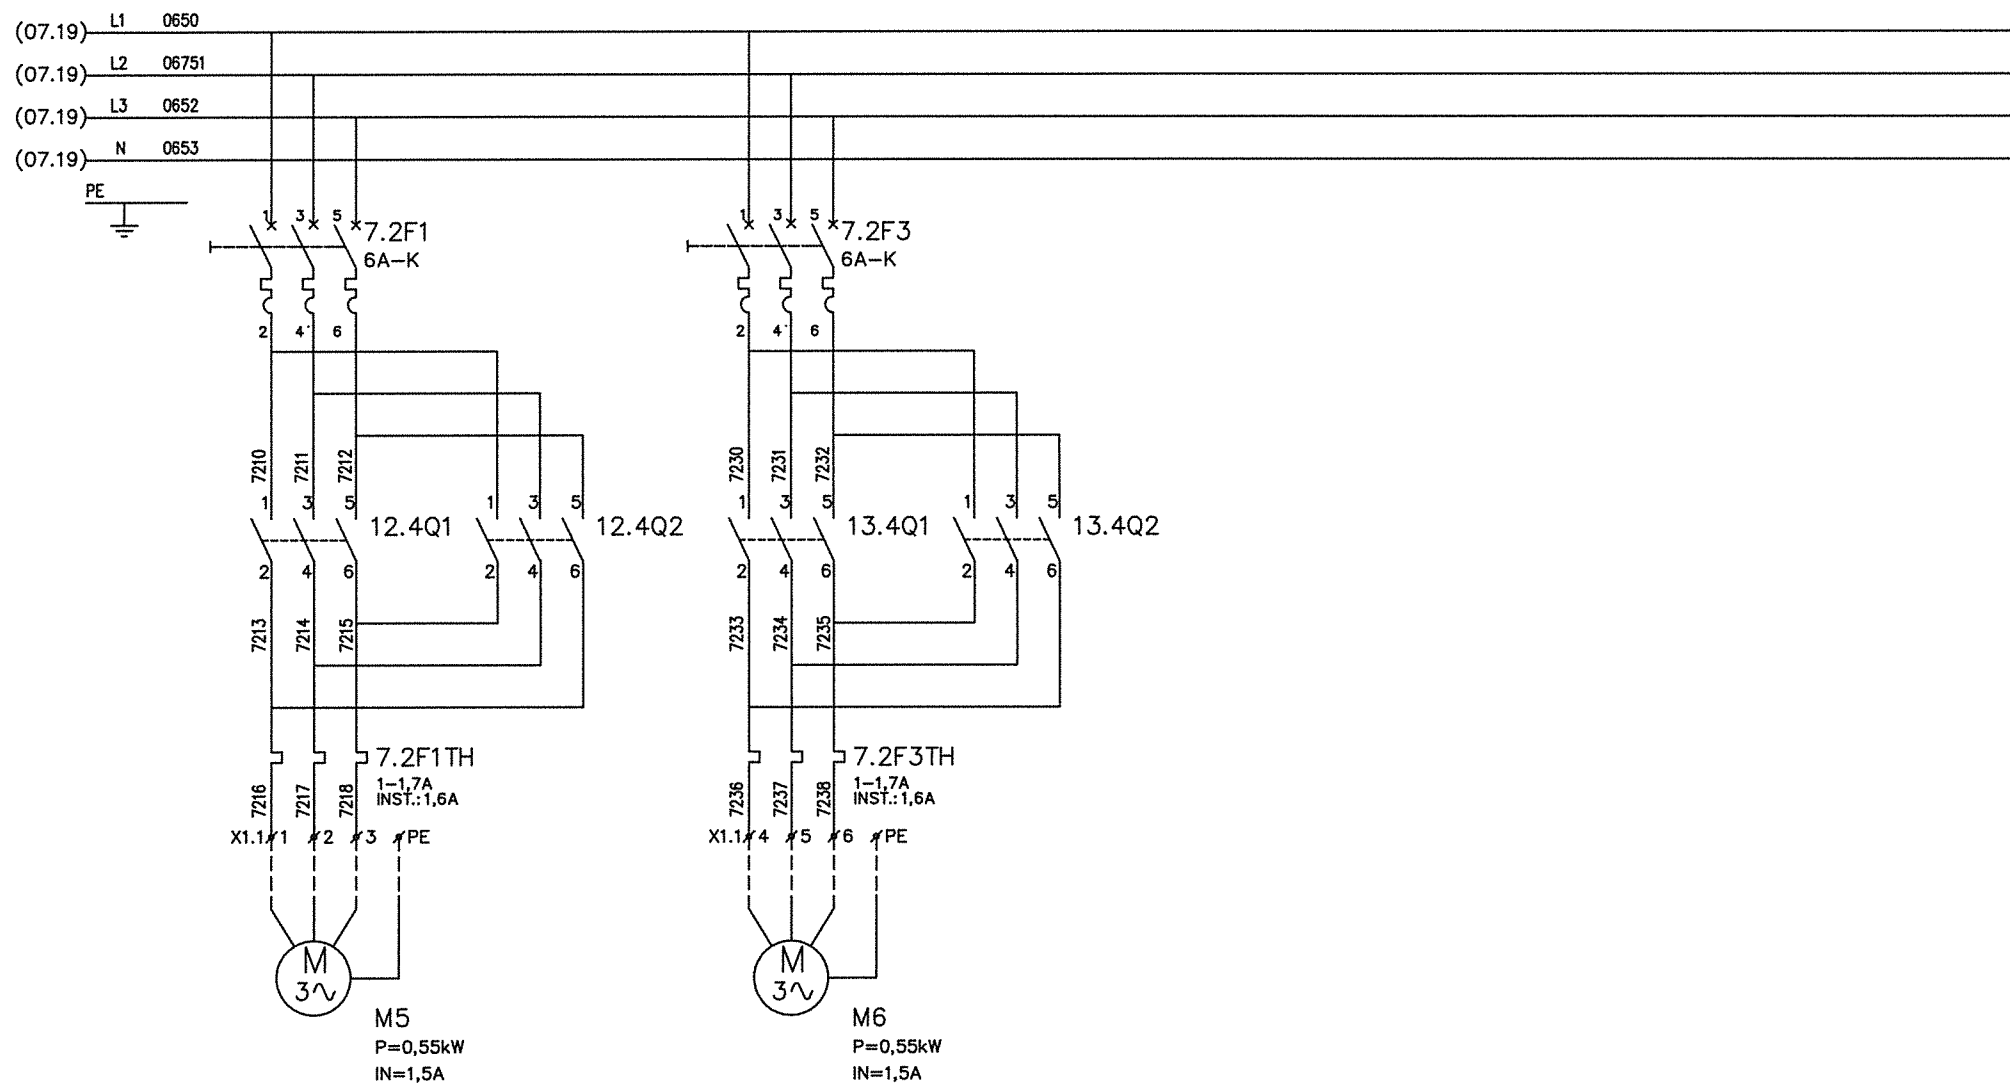 (07.19) L1 0650
(07.19) L2 06751
(07.19) L3 0652
(07.19) N 0653
PE
1 3 5 7.2F1
6A-K
2 4 6
7210 7211 7212
1 3 5 12.4Q1
2 4 6
1 3 5 12.4Q2
2 4 6
7213 7214 7215
7.2F1TH
1-1,7A
INST.:1,6A
7216 7217 7218
X1.1 1 2 3 PE
M
3~
M5
P=0,55kW
IN=1,5A
1 3 5 7.2F3
6A-K
2 4 6
7230 7231 7232
1 3 5 13.4Q1
2 4 6
1 3 5 13.4Q2
2 4 6
7233 7234 7235
7.2F3TH
1-1,7A
INST.:1,6A
7236 7237 7238
X1.1 4 5 6 PE
M
3~
M6
P=0,55kW
IN=1,5A